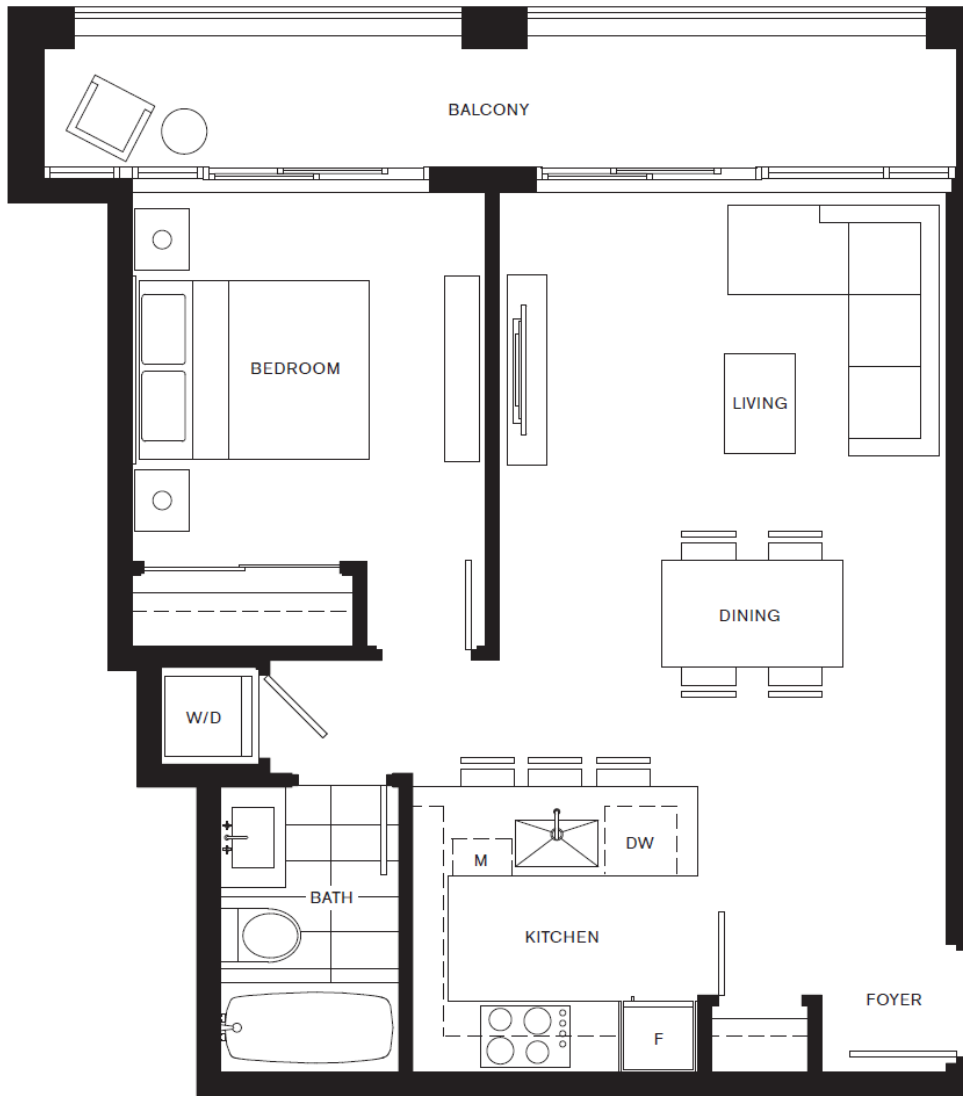 BALCONY
BEDROOM
LIVING
DINING
W/D
M
DW
BATH
KITCHEN
FOYER
F